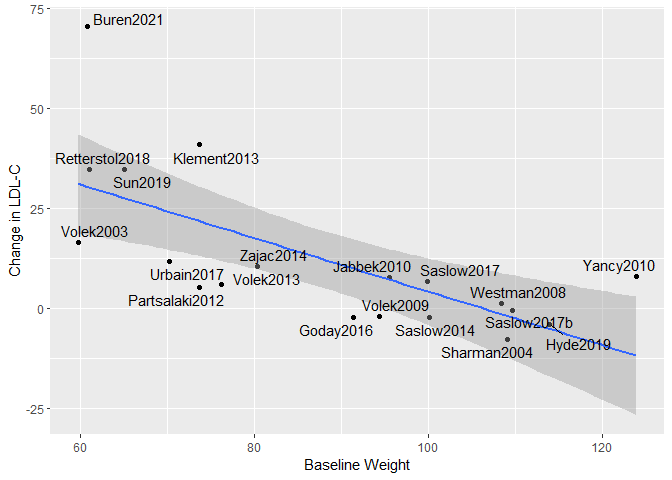 75
Buren2021
50
Klement2013
Retterstol2018
Sun2019
25
Volek2003
Zajac2014
Jabbek2010
Saslow2017
Yancy2010
Urbain2017
Volek2013
Westman2008
Partsalaki2012
Volek2009
0
Goday2016
Saslow2014
Saslow2017b
Hyde2019
Sharman2004
-25
Change in LDL-C
60
80
100
120
Baseline Weight